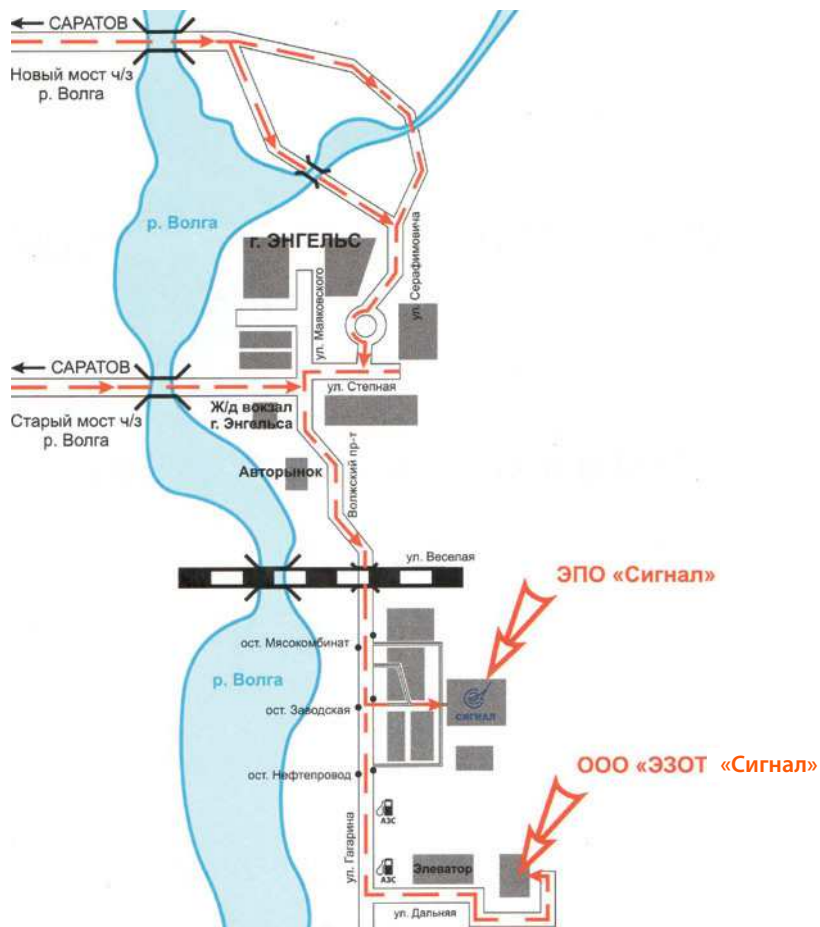 САРАТОВ
Новый мост ч/з
р. Волга
р. Волга
г. ЭНГЕЛЬС
ул. Маяковского
ул. Серафимовича
САРАТОВ
ул. Степная
Старый мост ч/з
р. Волга
Ж/д вокзал
г. Энгельса
Авторынок
Волжский пр-т
ул. Веселая
ЭПО «Сигнал»
ост. Мясокомбинат
р. Волга
ост. Заводская
СИГНАЛ
ООО «ЭЗОТ «Сигнал»
ост. Нефтепровод
АЗС
ул. Гагарина
Элеватор
АЗС
ул. Дальняя